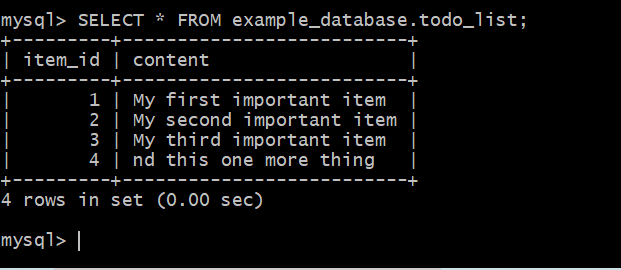 mysql> SELECT * FROM example_database.todo_list;
+---------+--------------------------+
| item_id | content                  |
+---------+--------------------------+
|       1 | My first important item  |
|       2 | My second important item |
|       3 | My third important item  |
|       4 | nd this one more thing   |
+---------+--------------------------+
4 rows in set (0.00 sec)
mysql>